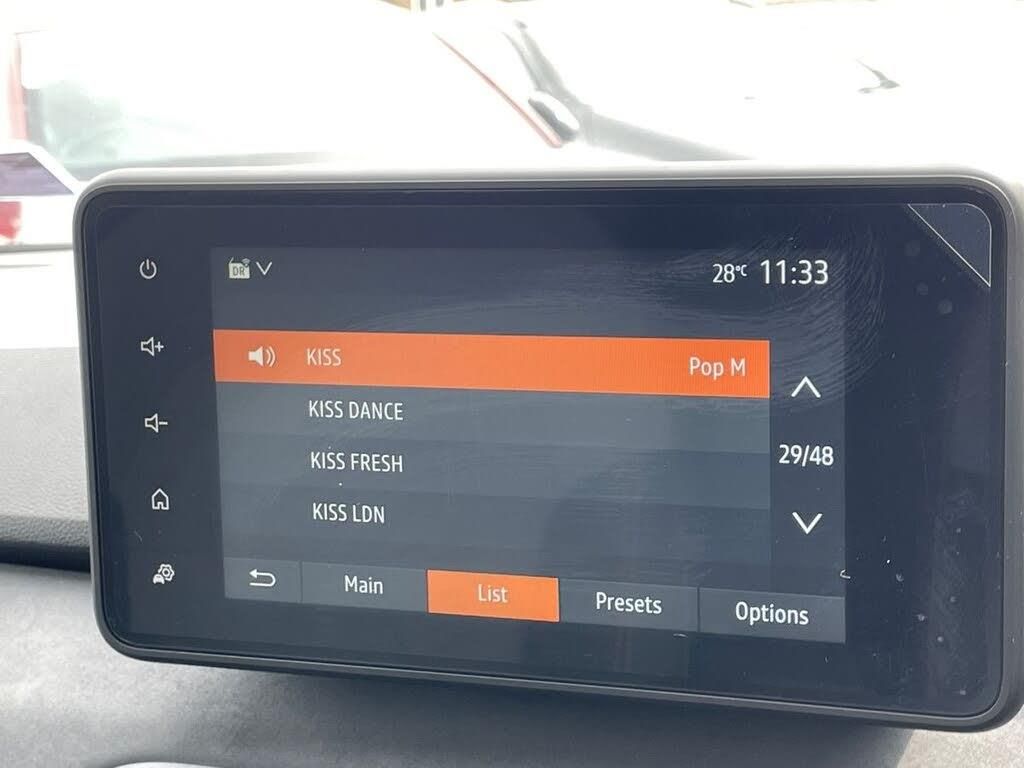 DR
28°C 11:33
KISS Pop M
KISS DANCE
KISS FRESH
29/48
KISS LDN
Main List Presets Options